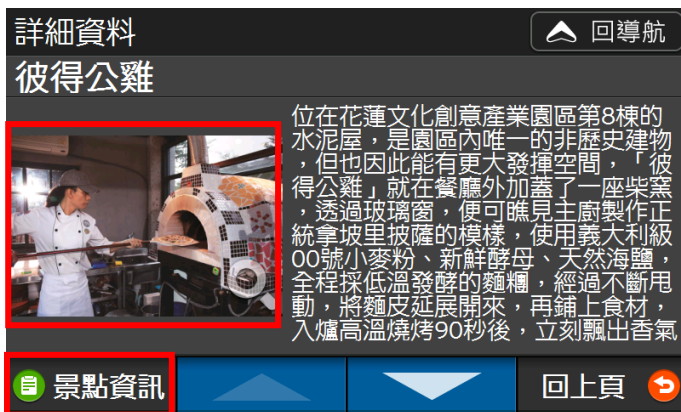 詳細資料
回導航
彼得公雞
位在花蓮文化創意產業園區第8棟的
水泥屋，是園區內唯一的非歷史建物
，但也因此能有更大發揮空間，「彼
得公雞」就在餐廳外加蓋了一座柴窯
，透過玻璃窗，便可瞧見主廚製作正
統拿坡里披薩的模樣，使用義大利級
00號小麥粉、新鮮酵母、天然海鹽，
全程採低溫發酵的麵糰，經過不斷甩
動，將麵皮延展開來，再鋪上食材，
入爐高溫燒烤90秒後，立刻飄出香氣
景點資訊
回上頁